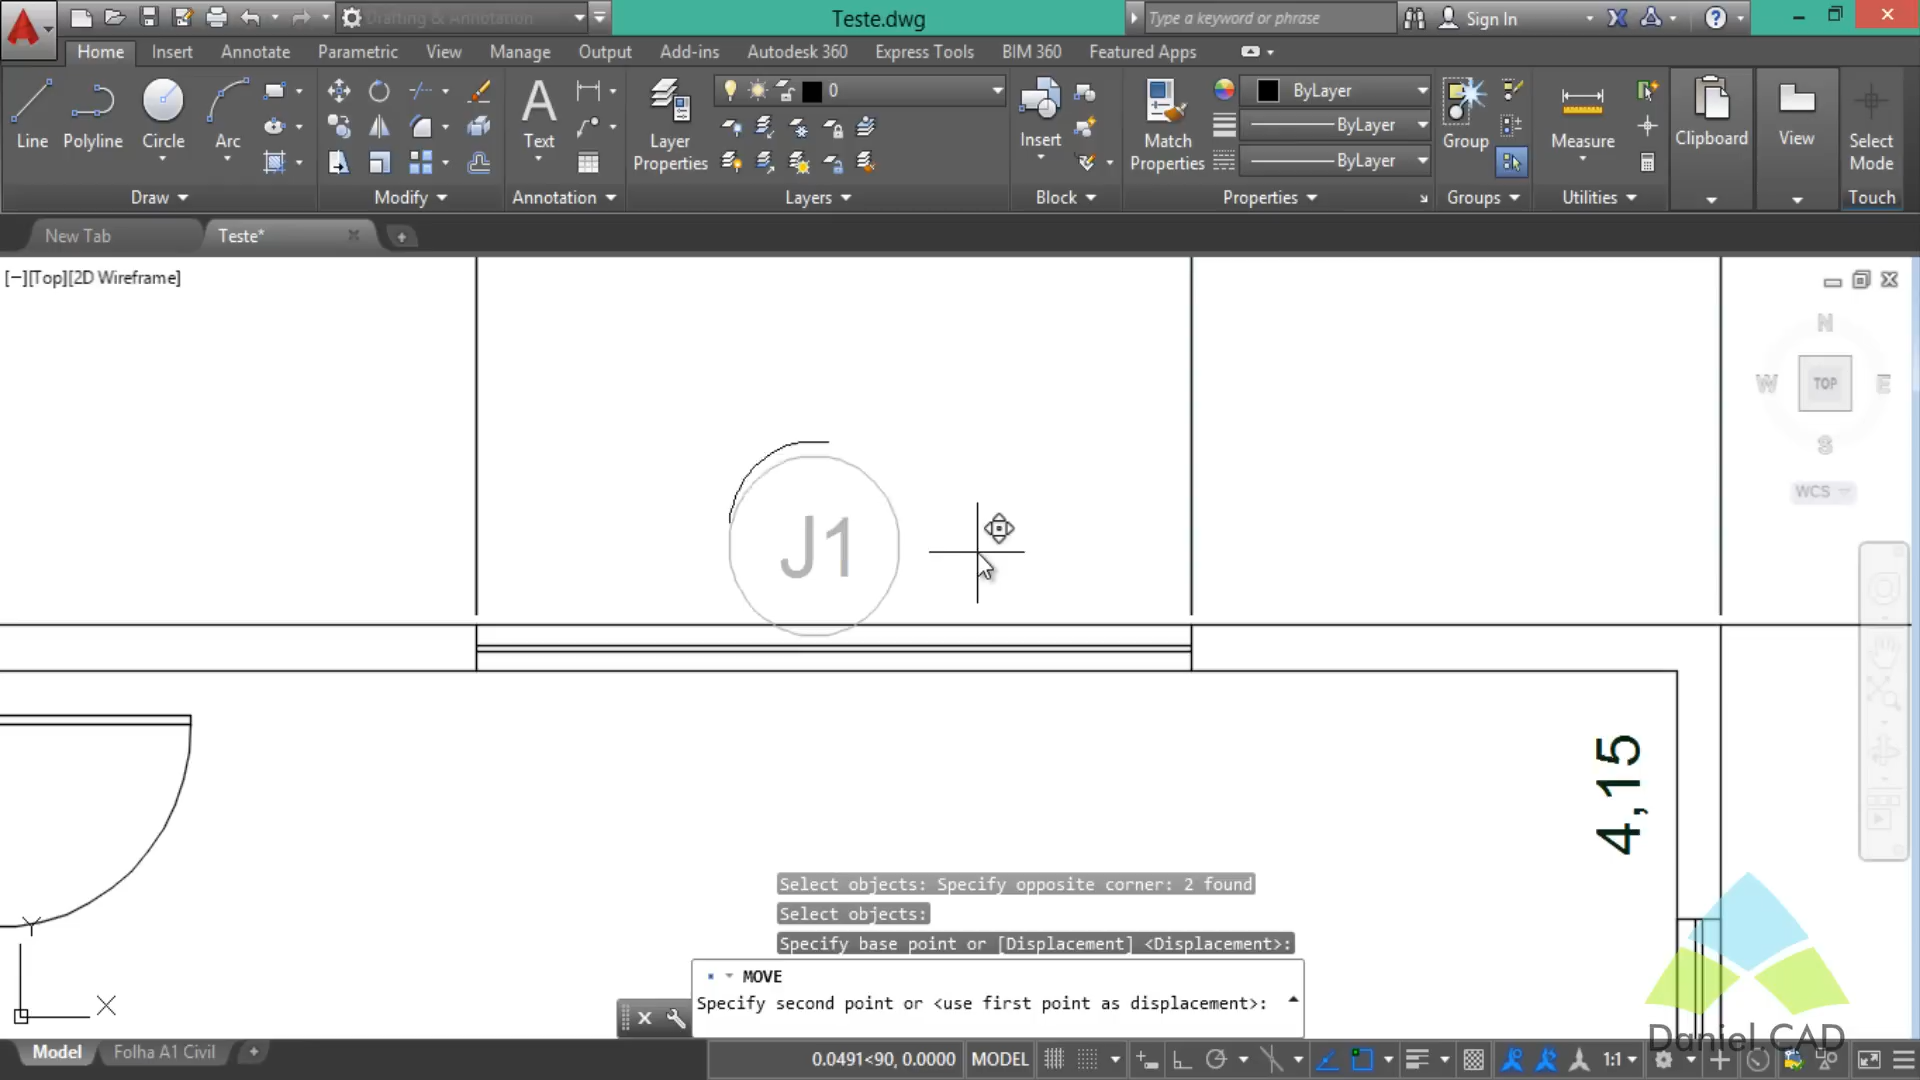 Drafting & Annotation
Teste.dwg
Type a keyword or phrase
Sign In
Home
Insert
Annotate
Parametric
View
Manage
Output
Add-ins
Autodesk 360
Express Tools
BIM 360
Featured Apps
Line
Polyline
Circle
Arc
Draw
Modify
Text
Annotation
Layer
Properties
0
Layers
Insert
Block
Match
Properties
ByLayer
ByLayer
ByLayer
Properties
Group
Groups
Measure
Utilities
Clipboard
View
Select
Mode
Touch
New Tab
Teste*
[−][Top][2D Wireframe]
N
W
TOP
E
S
WCS
J1
4,15
Select objects: Specify opposite corner: 2 found
Select objects:
Specify base point or [Displacement] <Displacement>:
MOVE
Specify second point or <use first point as displacement>:
Y
X
Daniel.CAD
Model
Folha A1 Civil
0.0491<90, 0.0000
MODEL
1:1